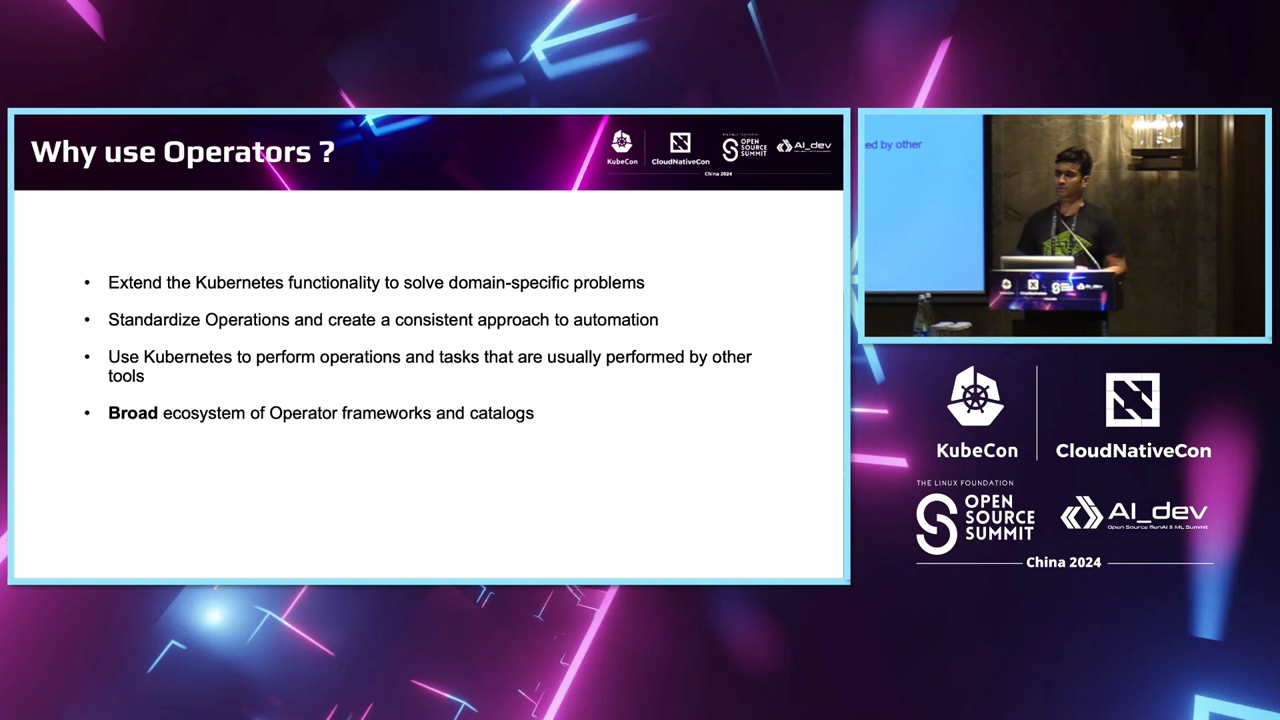 Why use Operators ?
KubeCon
CloudNativeCon
THE LINUX FOUNDATION
OPEN
SOURCE
SUMMIT
AI_dev
China 2024
• Extend the Kubernetes functionality to solve domain-specific problems
• Standardize Operations and create a consistent approach to automation
• Use Kubernetes to perform operations and tasks that are usually performed by other
tools
• Broad ecosystem of Operator frameworks and catalogs
ed by other
KubeCon
CloudNativeCon
THE LINUX FOUNDATION
OPEN
SOURCE
SUMMIT
AI_dev
Open Source GenAI & ML Summit
China 2024